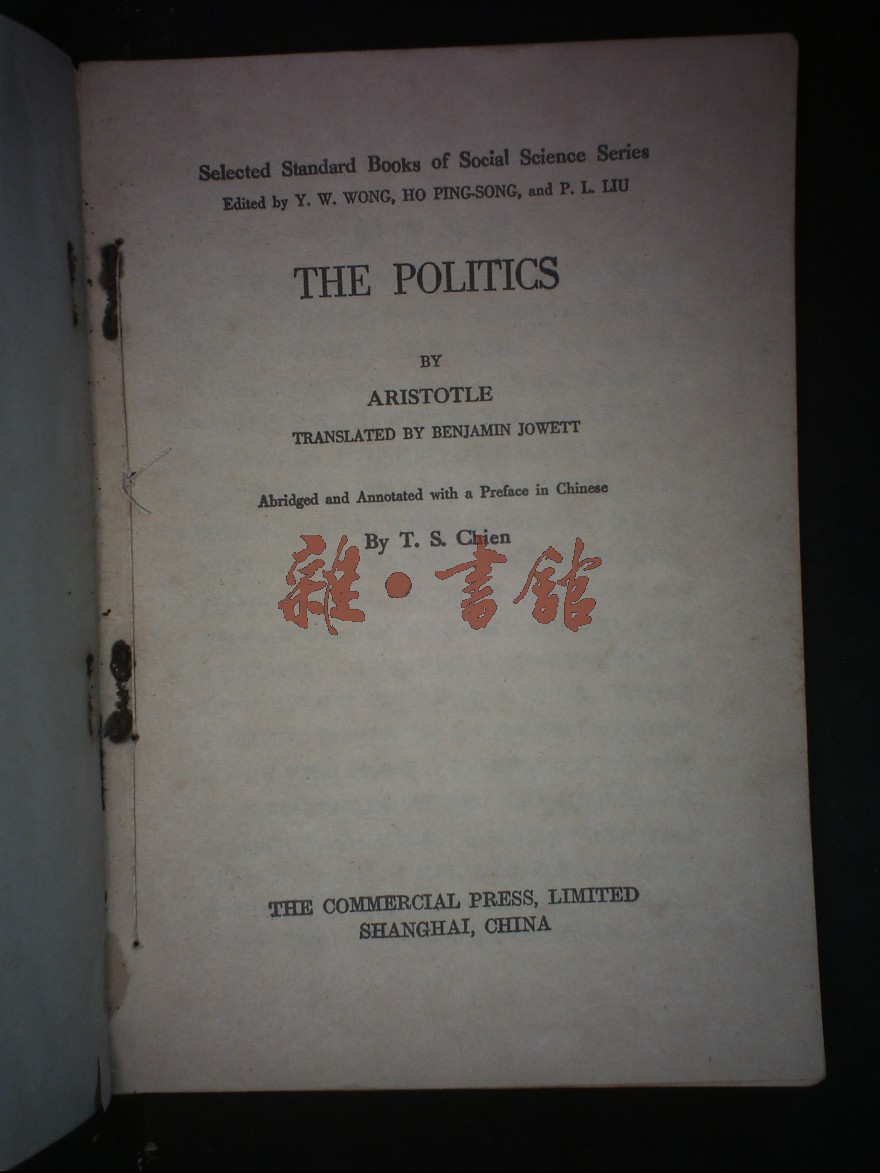 Selected Standard Books of Social Science Series
Edited by Y. W. WONG, HO PING-SONG, and P. L. LIU
THE POLITICS
BY
ARISTOTLE
TRANSLATED BY BENJAMIN JOWETT
Abridged and Annotated with a Preface in Chinese
By T. S. Chien
雜·書館
THE COMMERCIAL PRESS, LIMITED
SHANGHAI, CHINA